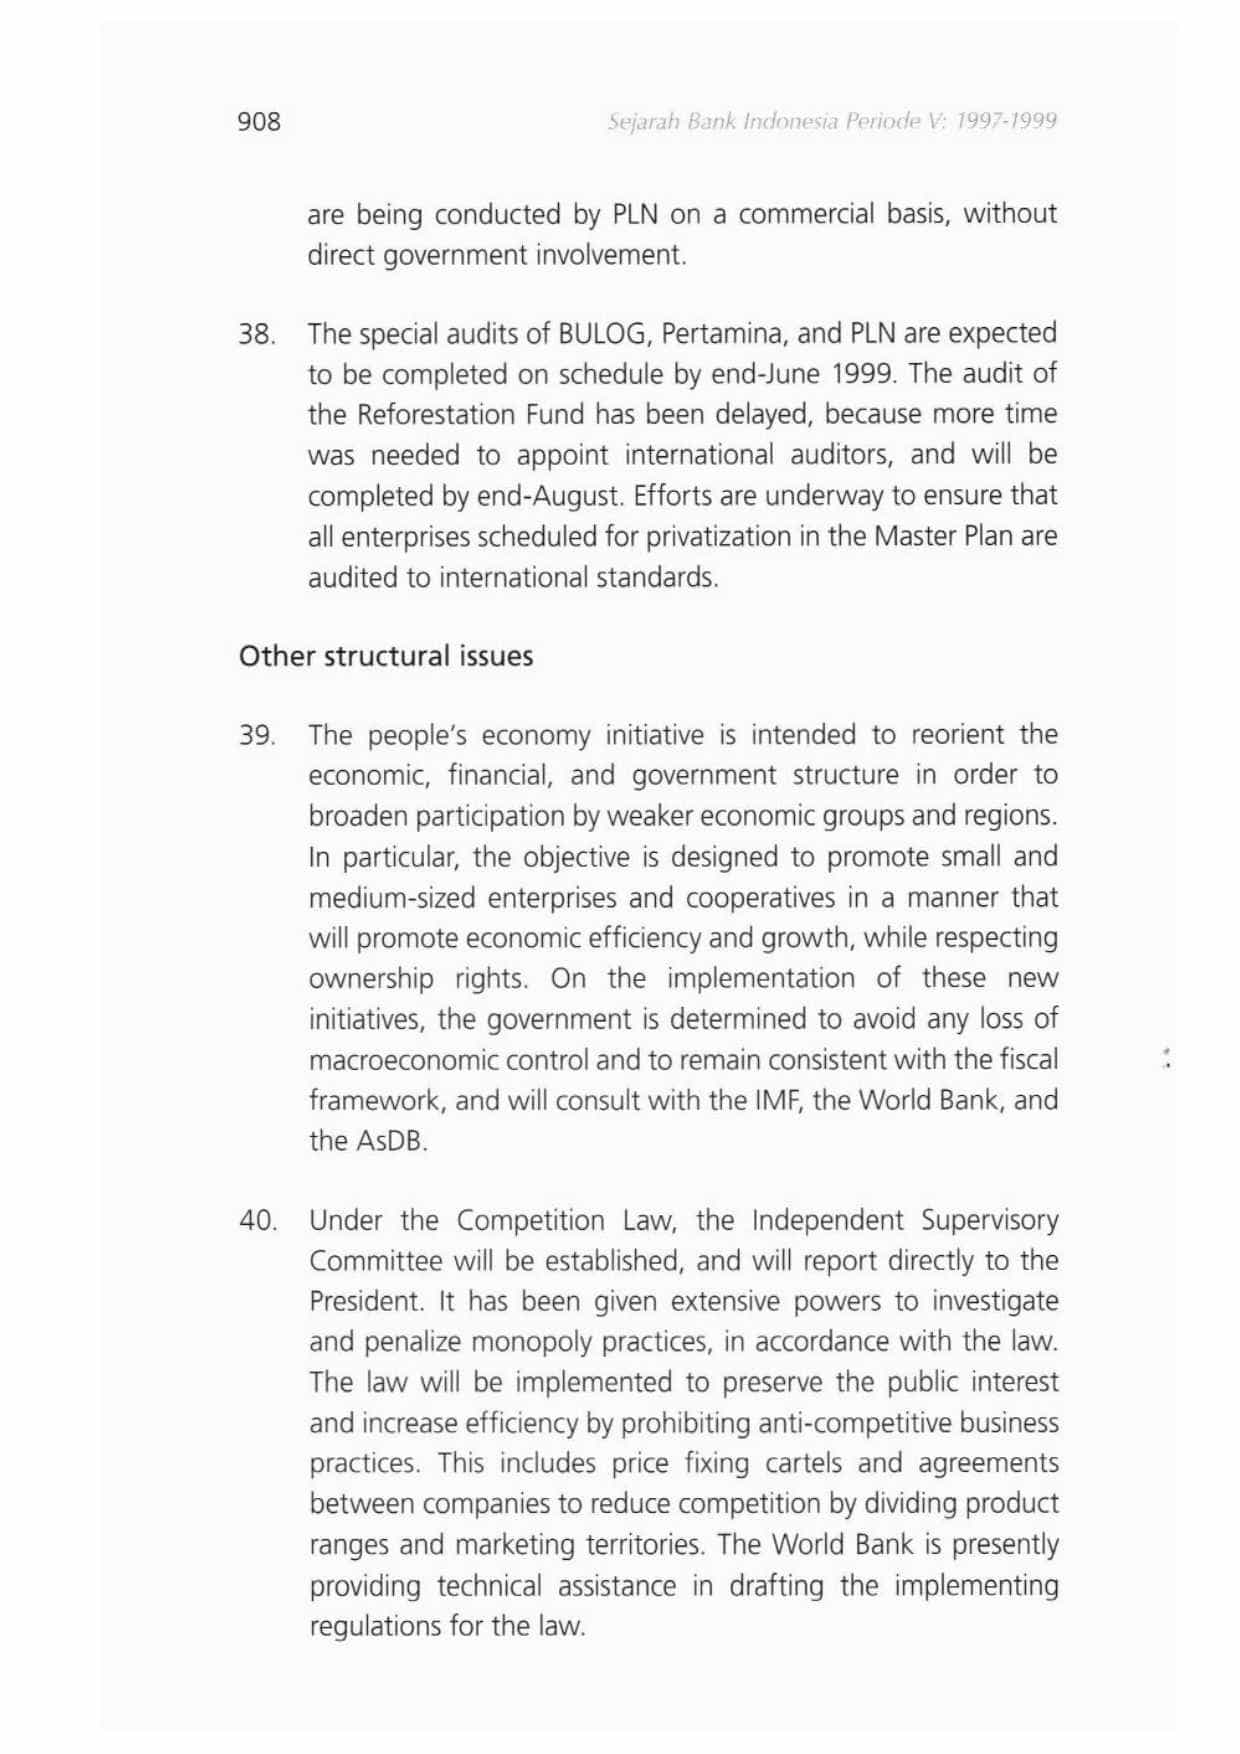 908
Sejarah Bank Indonesia Periode V: 1997-1999
are being conducted by PLN on a commercial basis, without
direct government involvement.
38. The special audits of BULOG, Pertamina, and PLN are expected
to be completed on schedule by end-June 1999. The audit of
the Reforestation Fund has been delayed, because more time
was needed to appoint international auditors, and will be
completed by end-August. Efforts are underway to ensure that
all enterprises scheduled for privatization in the Master Plan are
audited to international standards.
Other structural issues
39. The people's economy initiative is intended to reorient the
economic, financial, and government structure in order to
broaden participation by weaker economic groups and regions.
In particular, the objective is designed to promote small and
medium-sized enterprises and cooperatives in a manner that
will promote economic efficiency and growth, while respecting
ownership rights. On the implementation of these new
initiatives, the government is determined to avoid any loss of
macroeconomic control and to remain consistent with the fiscal
framework, and will consult with the IMF, the World Bank, and
the AsDB.
40. Under the Competition Law, the Independent Supervisory
Committee will be established, and will report directly to the
President. It has been given extensive powers to investigate
and penalize monopoly practices, in accordance with the law.
The law will be implemented to preserve the public interest
and increase efficiency by prohibiting anti-competitive business
practices. This includes price fixing cartels and agreements
between companies to reduce competition by dividing product
ranges and marketing territories. The World Bank is presently
providing technical assistance in drafting the implementing
regulations for the law.